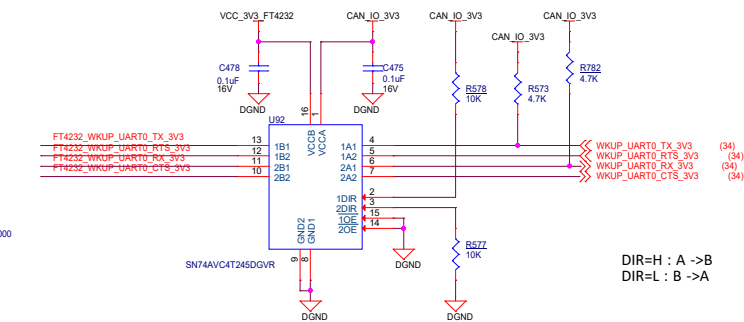 VCC_3V3_FT4232 CAN_IO_3V3 CAN_IO_3V3 CAN_IO_3V3
CAN_IO_3V3
C478
0.1uF
16V
C475
0.1uF
16V
R578
10K
R573
4.7K
R782
4.7K
DGND
DGND
U92
16 1
VCCB VCCA
FT4232_WKUP_UART0_TX_3V3 13 1B1 1A1 4 WKUP_UART0_TX_3V3 (34)
FT4232_WKUP_UART0_RTS_3V3 12 1B2 1A2 5 WKUP_UART0_RTS_3V3 (34)
FT4232_WKUP_UART0_RX_3V3 11 2B1 2A1 6 WKUP_UART0_RX_3V3 (34)
FT4232_WKUP_UART0_CTS_3V3 10 2B2 2A2 7 WKUP_UART0_CTS_3V3 (34)
1DIR 2
2DIR 3
1OE 15
2OE 14
GND2 GND1
9 8
000
SN74AVC4T245DGVR
DGND
R577
10K
DGND
DGND
DIR=H : A ->B
DIR=L : B ->A